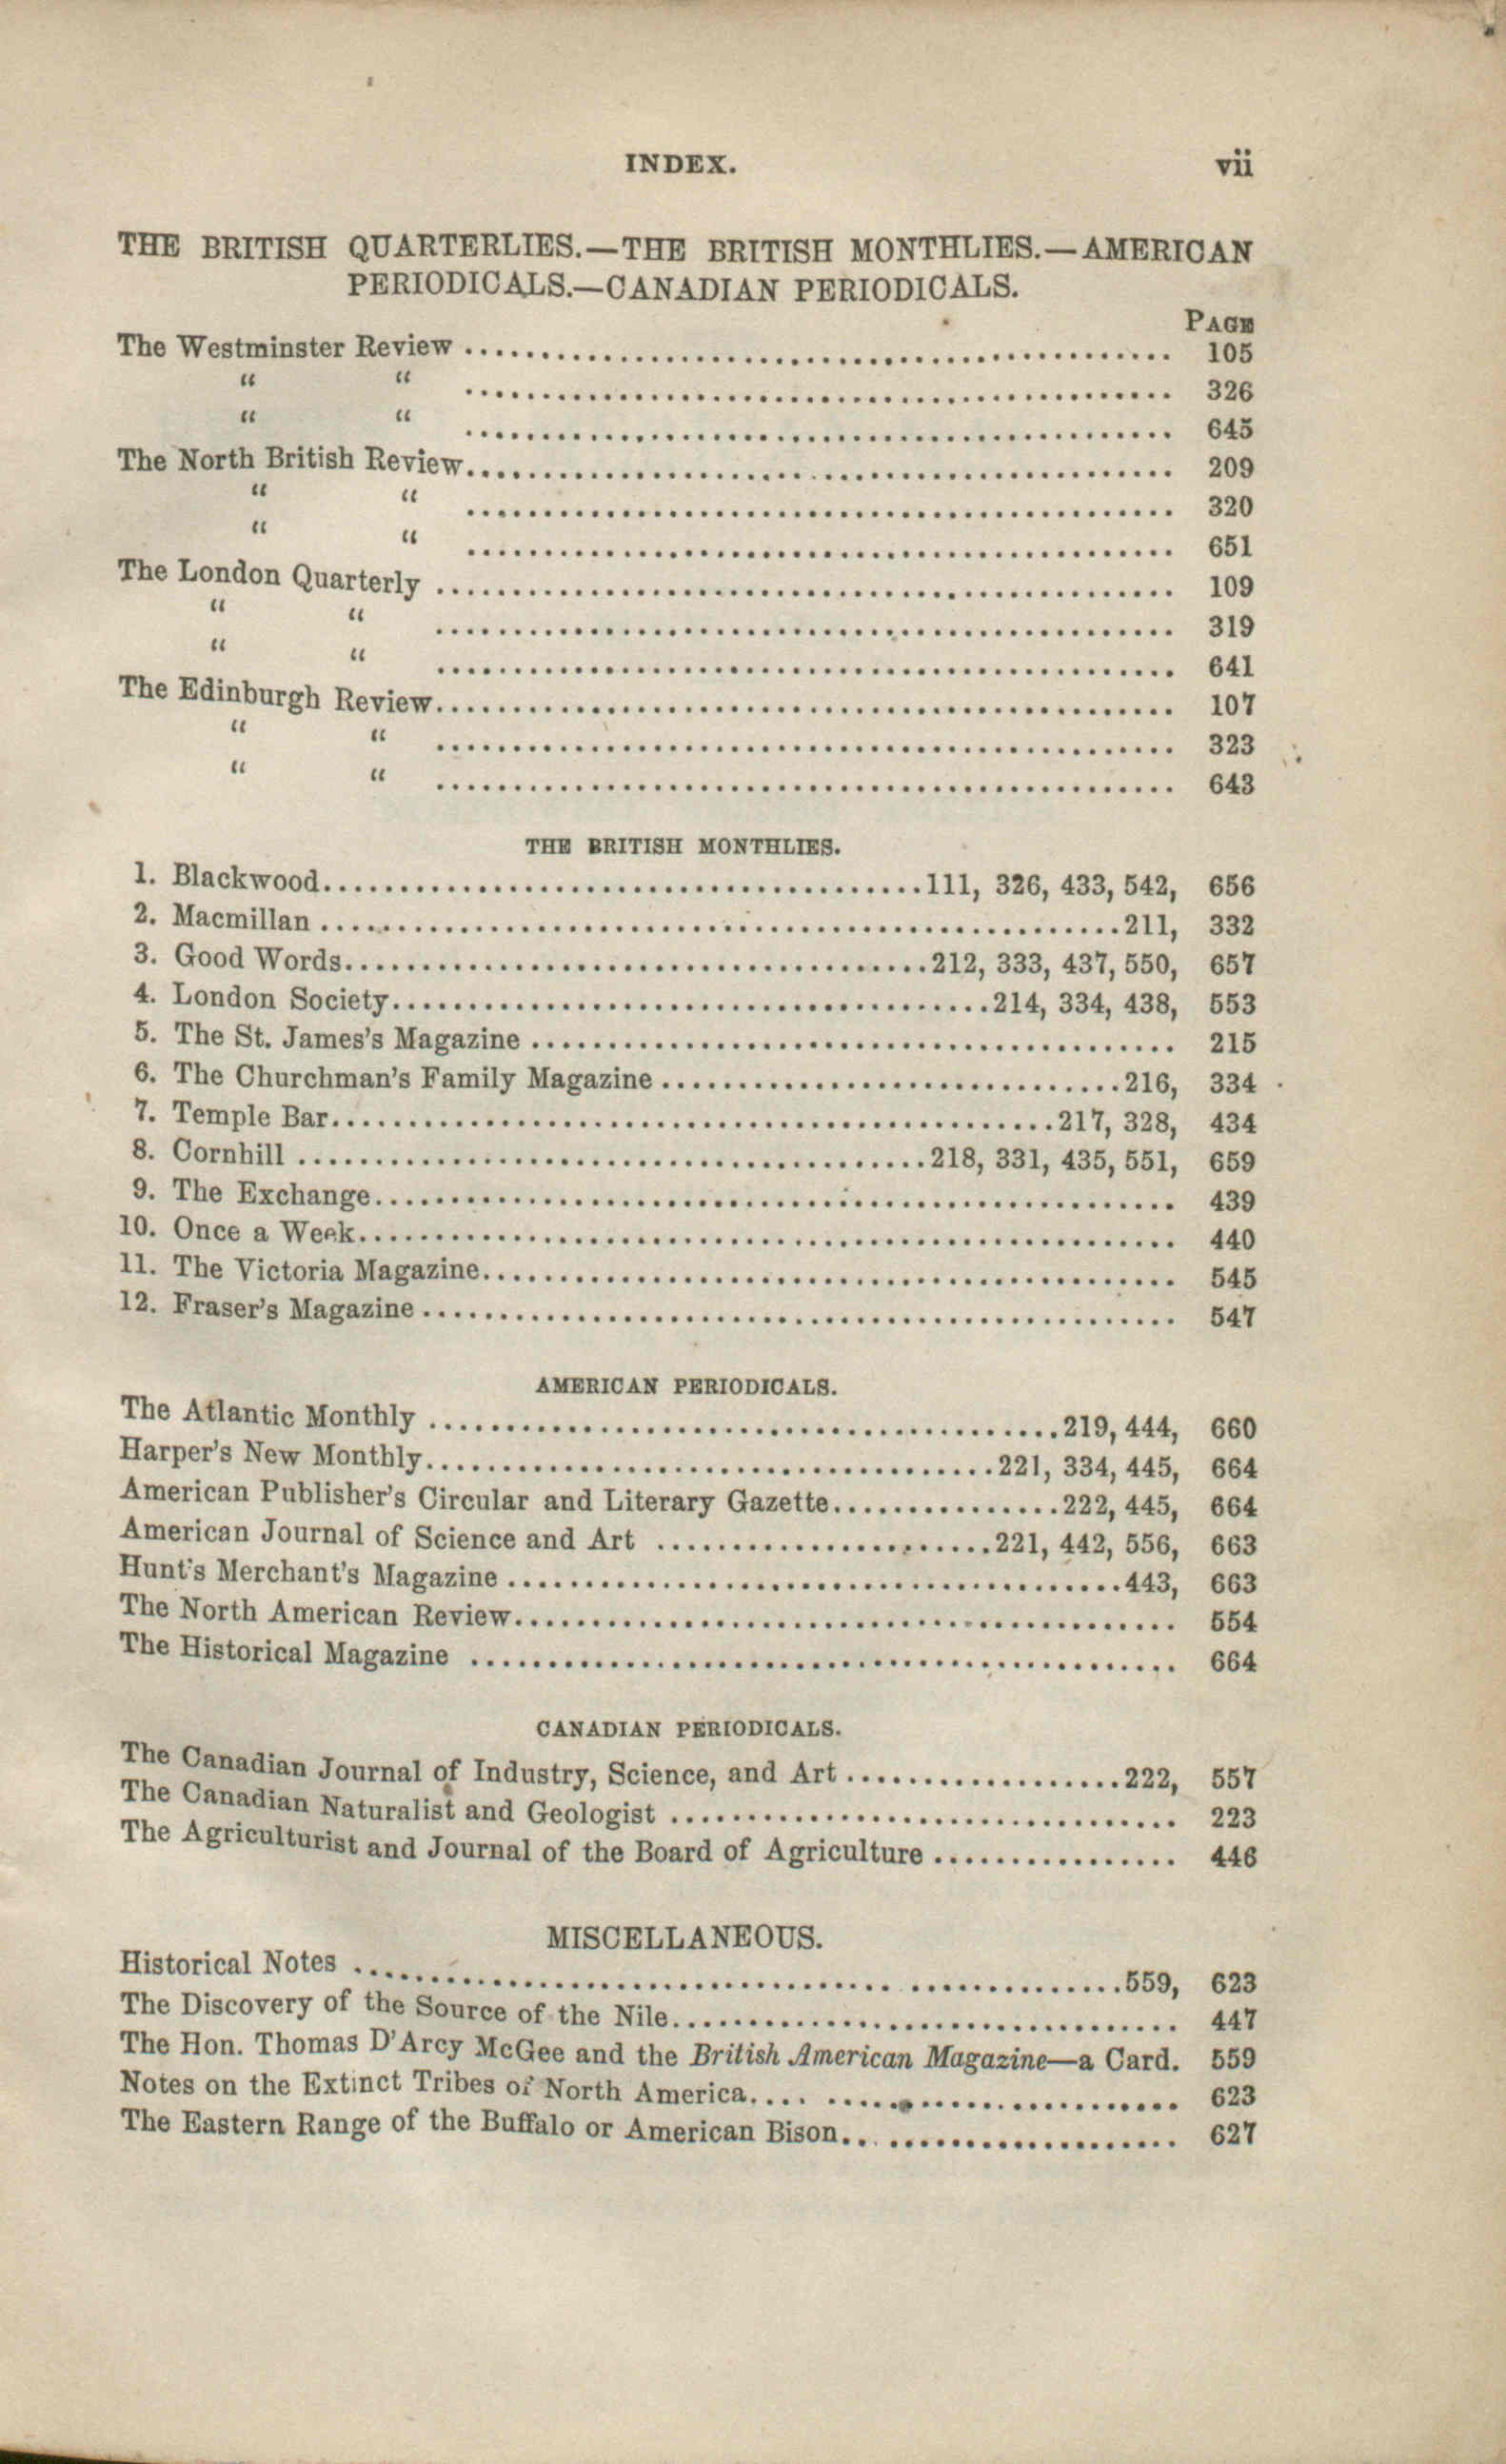 INDEX. vii
THE BRITISH QUARTERLIES.—THE BRITISH MONTHLIES.—AMERICAN
PERIODICALS.—CANADIAN PERIODICALS.
PAGE
The Westminster Review ........ 105
“ “ ........ 326
“ “ ........ 645
The North British Review........ 209
“ “ ........ 320
“ “ ........ 651
The London Quarterly ........ 109
“ “ ........ 319
“ “ ........ 641
The Edinburgh Review........ 107
“ “ ........ 323
“ “ ........ 643
THE BRITISH MONTHLIES.
1. Blackwood........111, 326, 433, 542, 656
2. Macmillan ........211, 332
3. Good Words........212, 333, 437, 550, 657
4. London Society........214, 334, 438, 553
5. The St. James's Magazine ........ 215
6. The Churchman's Family Magazine ........216, 334
7. Temple Bar........217, 328, 434
8. Cornhill ........218, 331, 435, 551, 659
9. The Exchange........ 439
10. Once a Week........ 440
11. The Victoria Magazine........ 545
12. Fraser's Magazine ........ 547
AMERICAN PERIODICALS.
The Atlantic Monthly ........219, 444, 660
Harper's New Monthly........221, 334, 445, 664
American Publisher's Circular and Literary Gazette........222, 445, 664
American Journal of Science and Art ........221, 442, 556, 663
Hunt's Merchant's Magazine ........443, 663
The North American Review........ 554
The Historical Magazine ........ 664
CANADIAN PERIODICALS.
The Canadian Journal of Industry, Science, and Art ........222, 557
The Canadian Naturalist and Geologist ........ 223
The Agriculturist and Journal of the Board of Agriculture ........ 446
MISCELLANEOUS.
Historical Notes ........559, 623
The Discovery of the Source of the Nile........ 447
The Hon. Thomas D'Arcy McGee and the British American Magazine—a Card. 559
Notes on the Extinct Tribes of North America........ 623
The Eastern Range of the Buffalo or American Bison........ 627